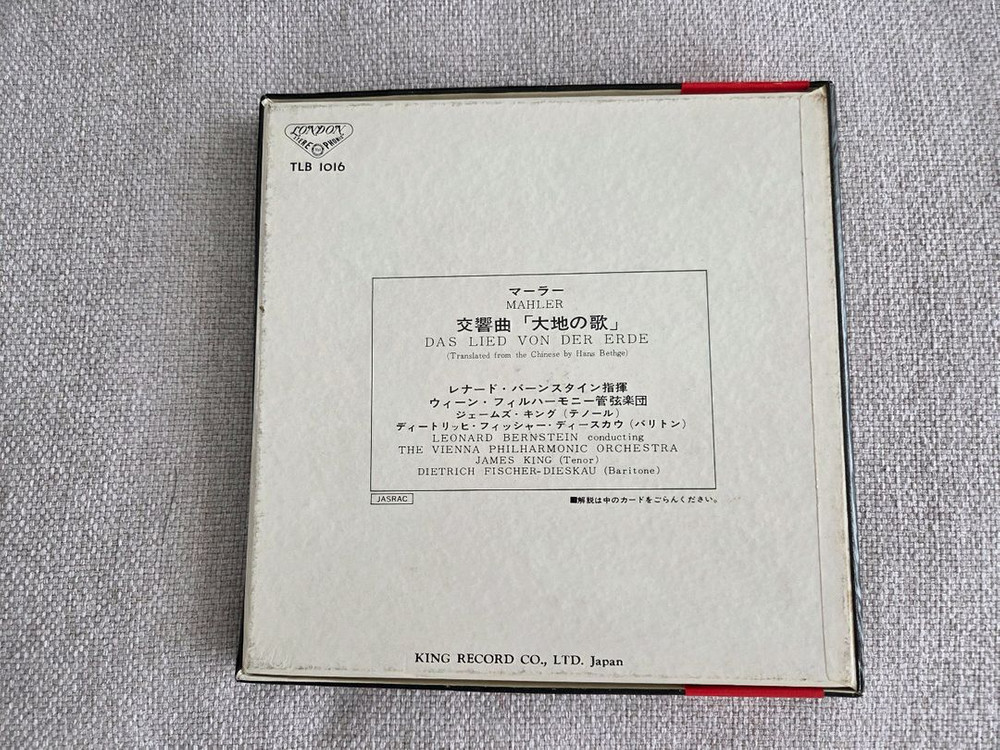 LONDON
STEREOPHONIC
TLB 1016
マーラー
MAHLER
交響曲「大地の歌」
DAS LIED VON DER ERDE
(Translated from the Chinese by Hans Bethge)
レナード・バーンスタイン指揮
ウィーン・フィルハーモニー管弦楽団
ジェームズ・キング(テノール)
ディートリッヒ・フィッシャー・ディースカウ(バリトン)
LEONARD BERNSTEIN conducting
THE VIENNA PHILHARMONIC ORCHESTRA
JAMES KING (Tenor)
DIETRICH FISCHER-DIESKAU (Baritone)
JASRAC
■解説は中のカードをごらんください。
KING RECORD CO., LTD. Japan